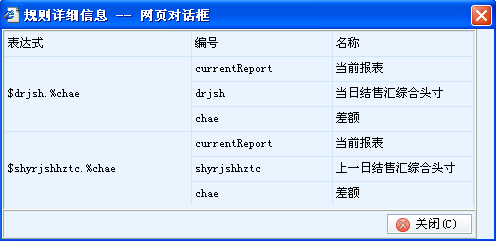 规则详细信息 -- 网页对话框
表达式 编号 名称
currentReport 当前报表
$drjsh.%chae drjsh 当日结售汇综合头寸
chae 差额
currentReport 当前报表
$shyrjshhztc.%chae shyrjshhztc 上一日结售汇综合头寸
chae 差额
关闭(C)